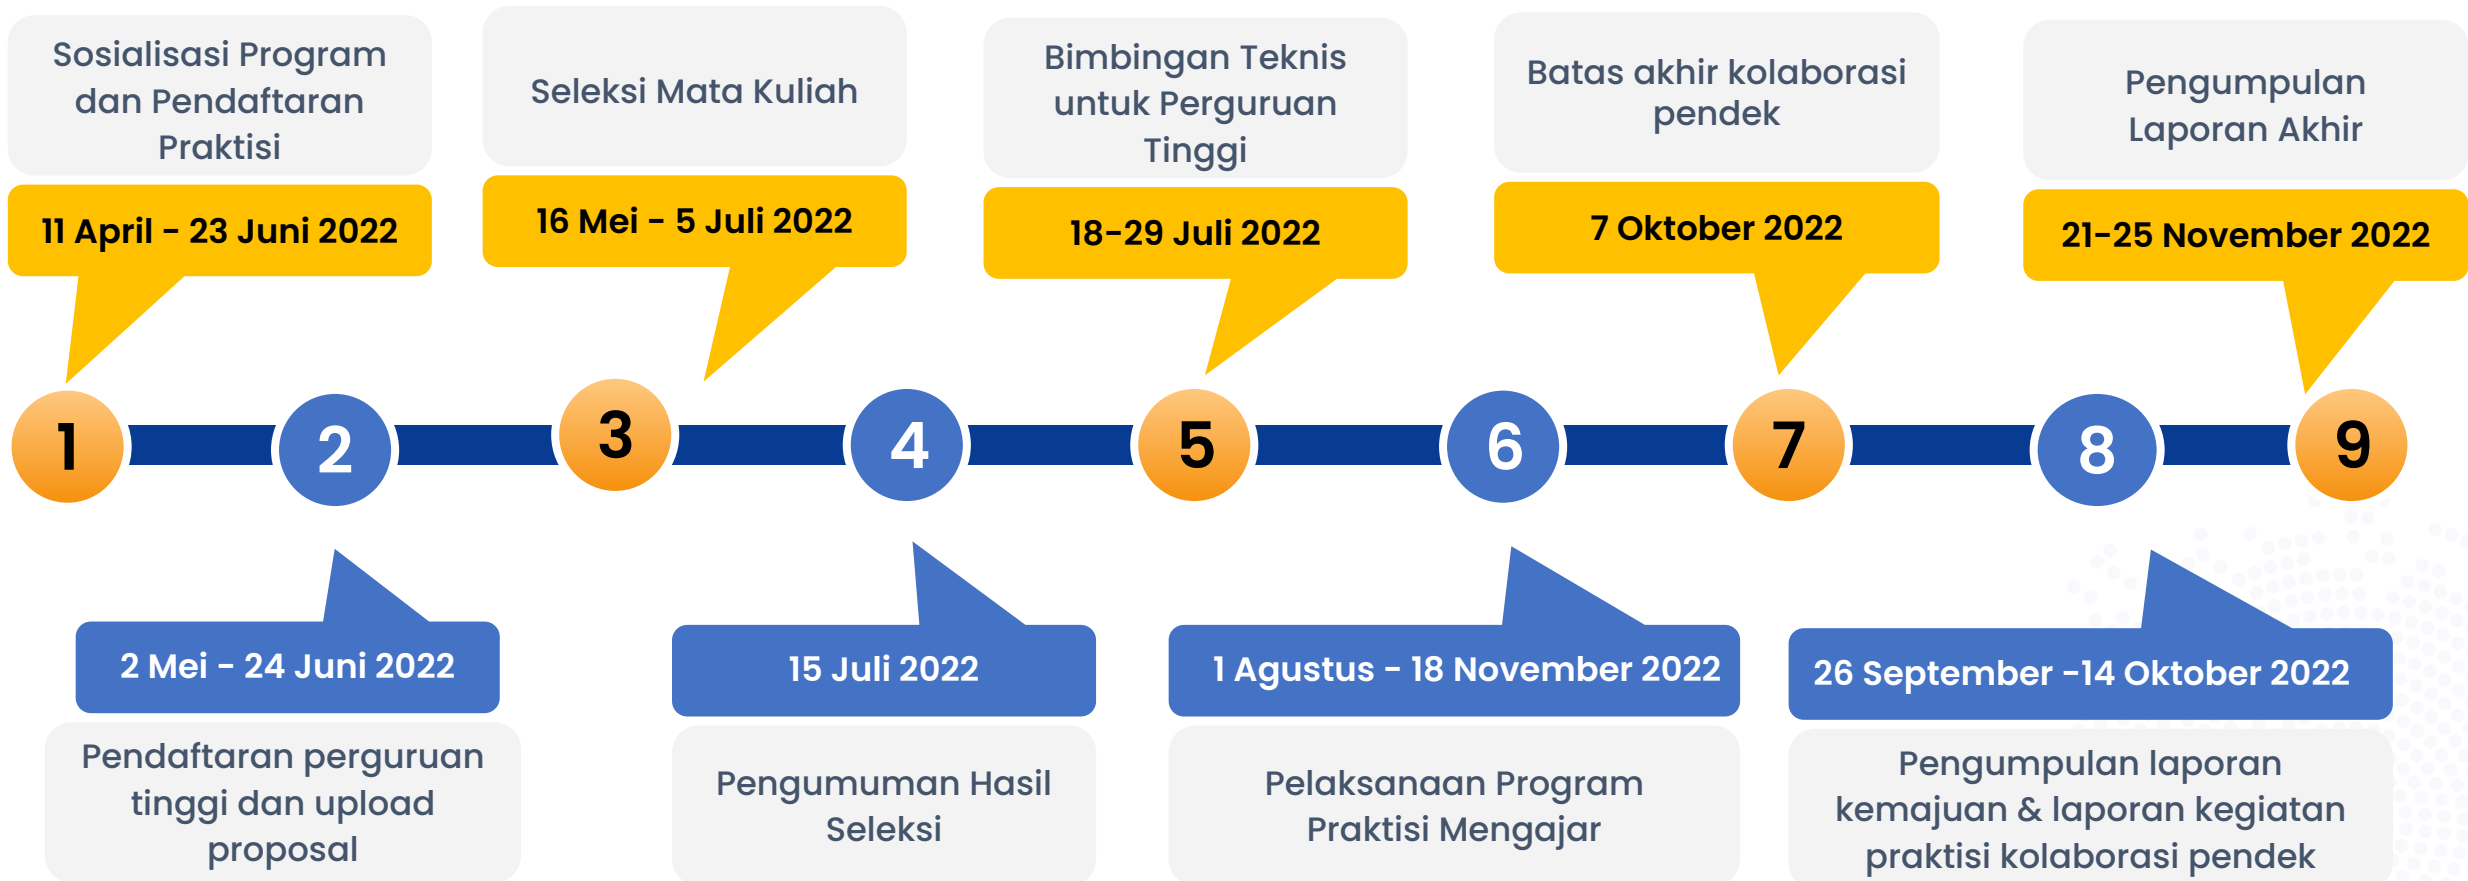 Sosialisasi Program
dan Pendaftaran
Praktisi
11 April - 23 Juni 2022
Seleksi Mata Kuliah
16 Mei - 5 Juli 2022
Bimbingan Teknis
untuk Perguruan
Tinggi
18-29 Juli 2022
Batas akhir kolaborasi
pendek
7 Oktober 2022
Pengumpulan
Laporan Akhir
21-25 November 2022
1
2
3
4
5
6
7
8
9
2 Mei - 24 Juni 2022
Pendaftaran perguruan
tinggi dan upload
proposal
15 Juli 2022
Pengumuman Hasil
Seleksi
1 Agustus - 18 November 2022
Pelaksanaan Program
Praktisi Mengajar
26 September -14 Oktober 2022
Pengumpulan laporan
kemajuan & laporan kegiatan
praktisi kolaborasi pendek